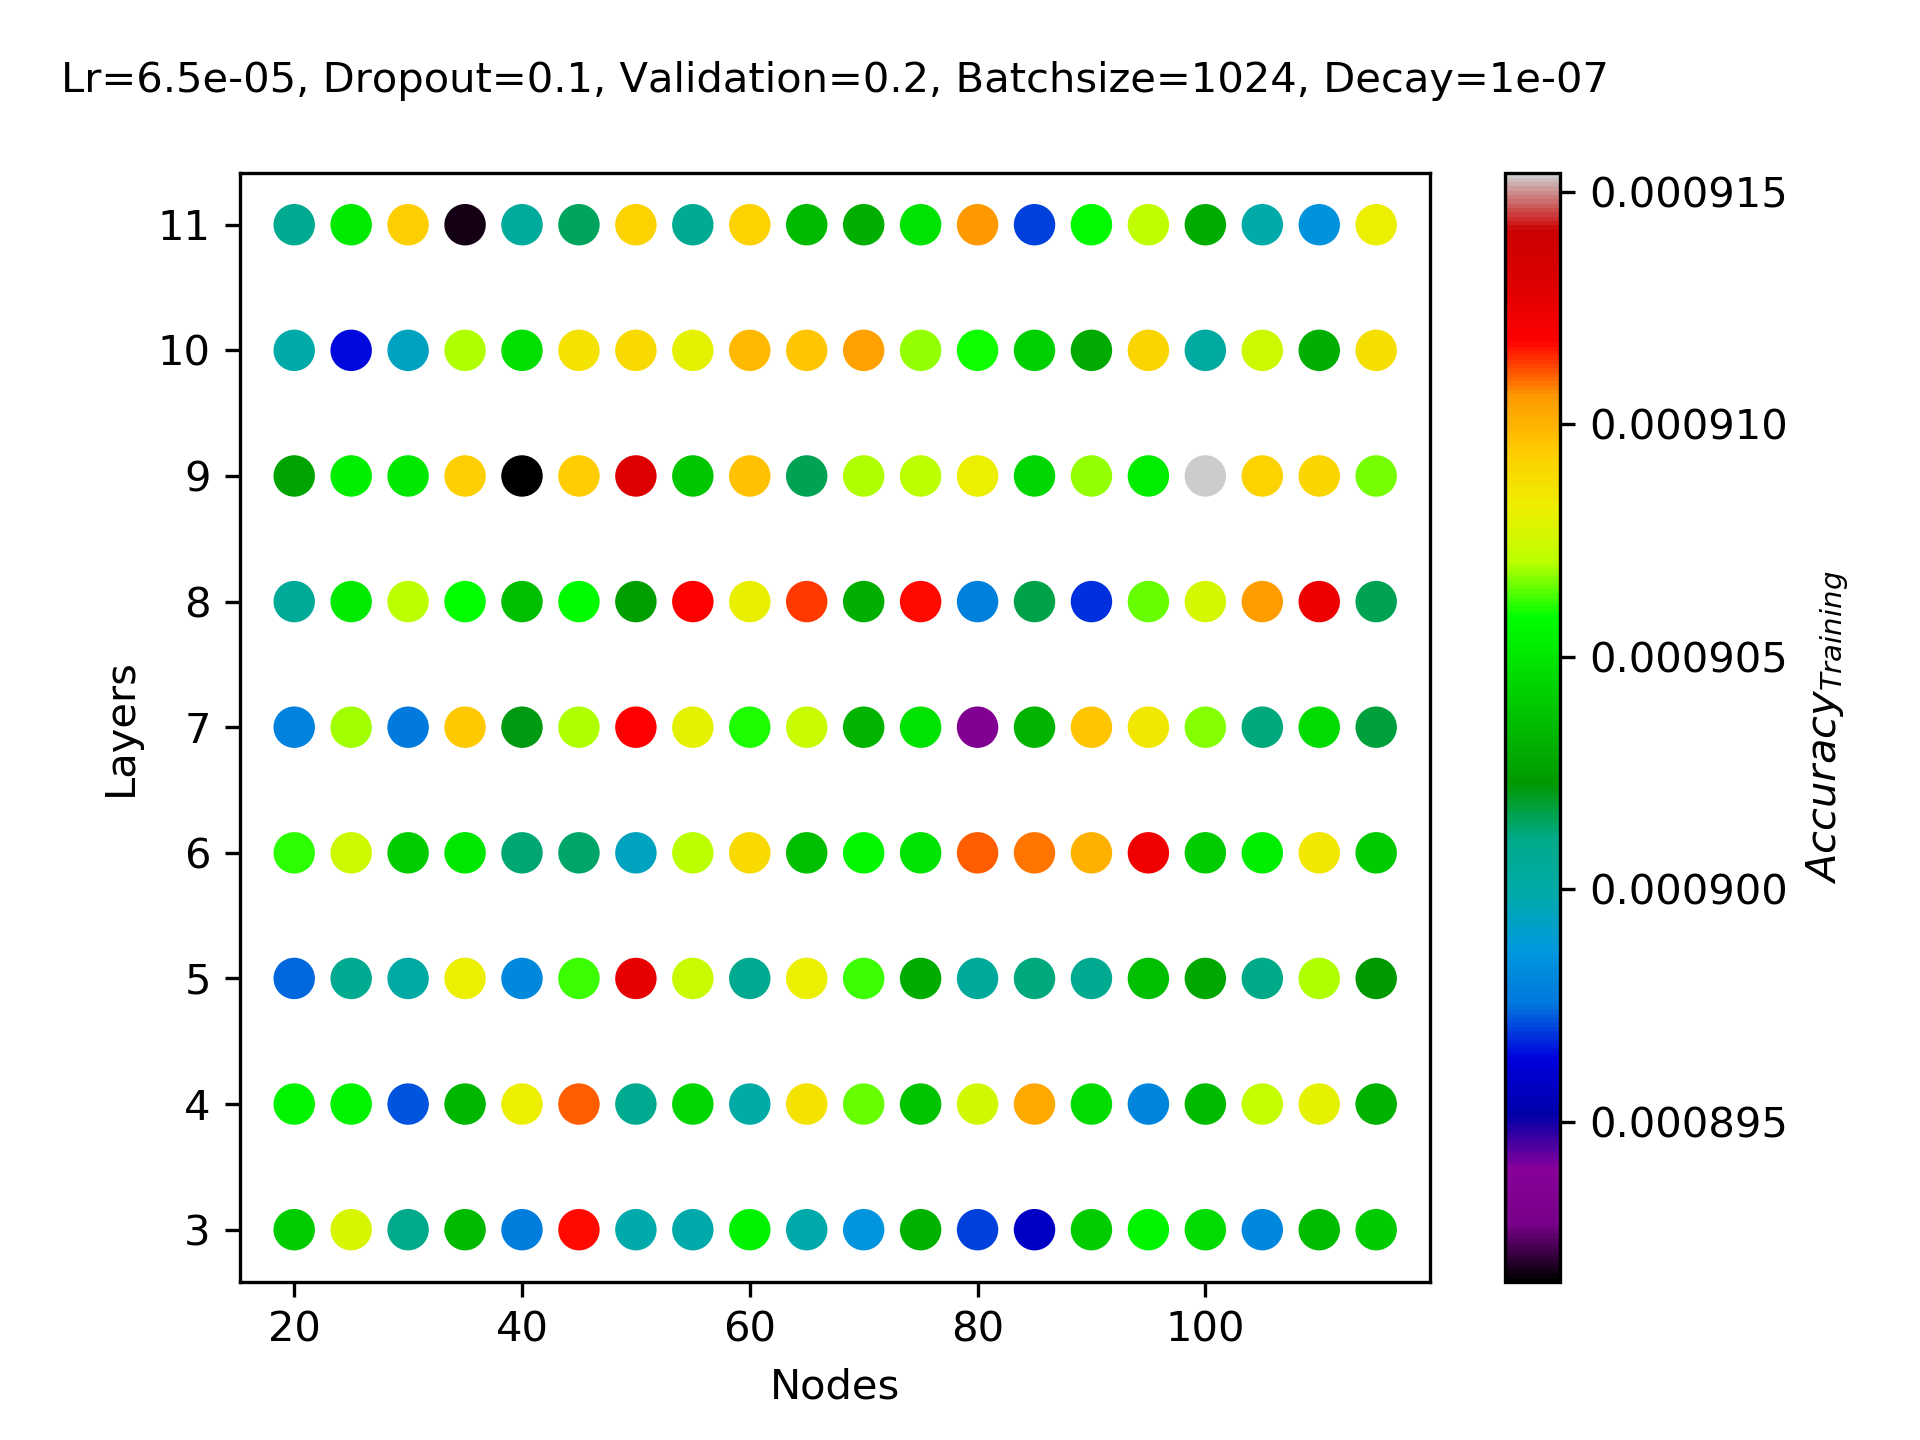 Lr=6.5e-05, Dropout=0.1, Validation=0.2, Batchsize=1024, Decay=1e-07
11
10
9
8
7
6
5
4
3
Layers
20 40 60 80 100
Nodes
0.000915
0.000910
0.000905
0.000900
0.000895
Accuracy_Training